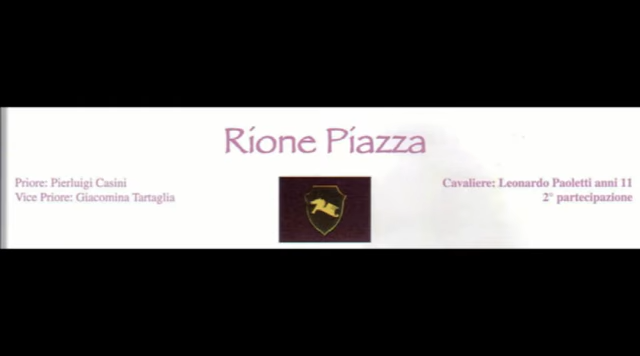 Rione Piazza
Priore: Pierluigi Casini
Vice Priore: Giacomina Tartaglia
Cavaliere: Leonardo Paoletti anni 11
2° partecipazione